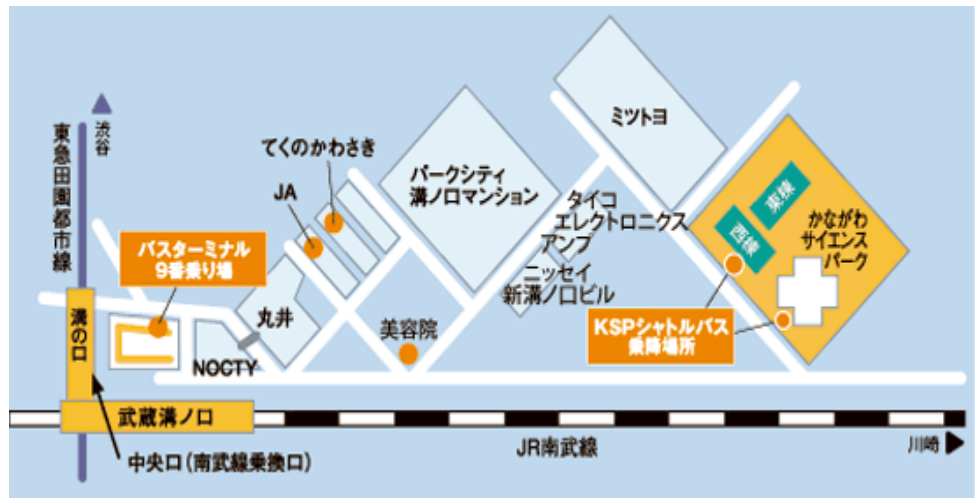 渋谷
東急田園都市線
てくのかわさき
JA
バスターミナル
9番乗り場
溝の口
丸井
NOCTY
美容院
パークシティ
溝ノ口マンション
ミツトヨ
タイコ
エレクトロニクス
アンプ
ニッセイ
新溝ノ口ビル
東棟
西棟
かながわ
サイエンス
パーク
KSPシャトルバス
乗降場所
武蔵溝ノ口
中央口(南武線乗換口)
JR南武線
川崎